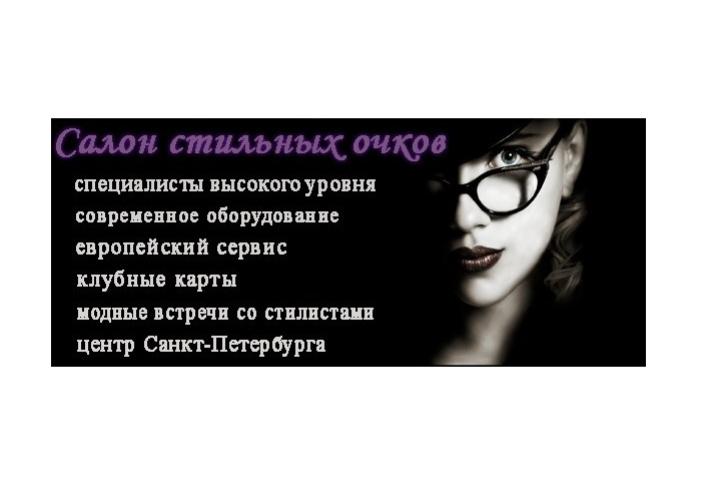 Салон стильных очков
специалисты высокого уровня
современное оборудование
европейский сервис
клубные карты
модные встречи со стилистами
центр Санкт-Петербурга